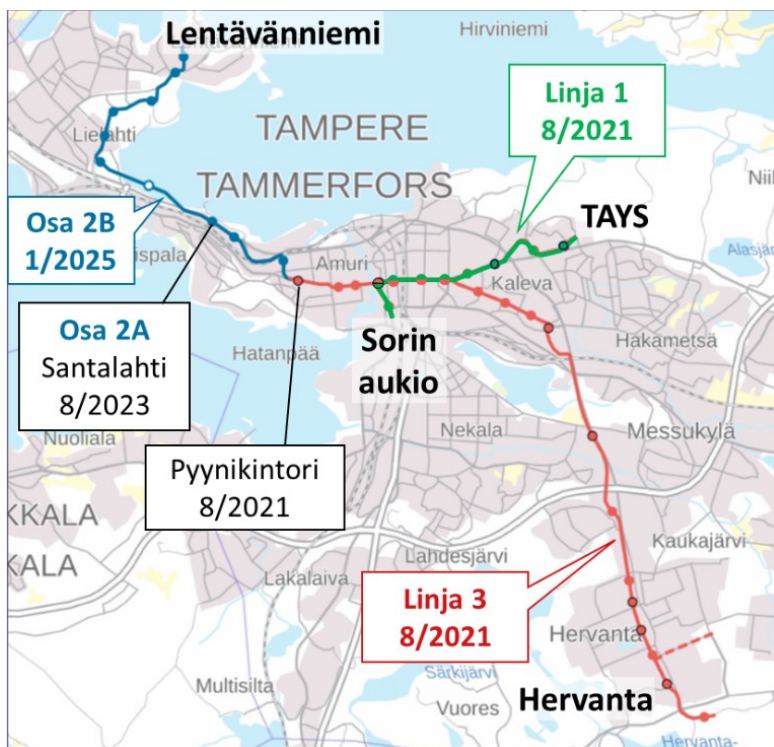 Lentävänniemi
Hirviniemi
Linja 1
8/2021
Lielahti
TAMPERE
TAMMERFORS
TAYS
Osa 2B
1/2025
ispala
Amuri
Kaleva
Alasjär
Osa 2A
Santalahti
8/2023
Hatanpää
Sorin
aukio
Hakametsä
Nuoliala
Nekala
Messukylä
Pyynikintori
8/2021
KKALA
KALA
Lahdesjärvi
Kaukajärvi
Lakalaiva
Linja 3
8/2021
Hervanta
Särkijärvi
Multisilta
Hervanta
Vuores
Hervanta-